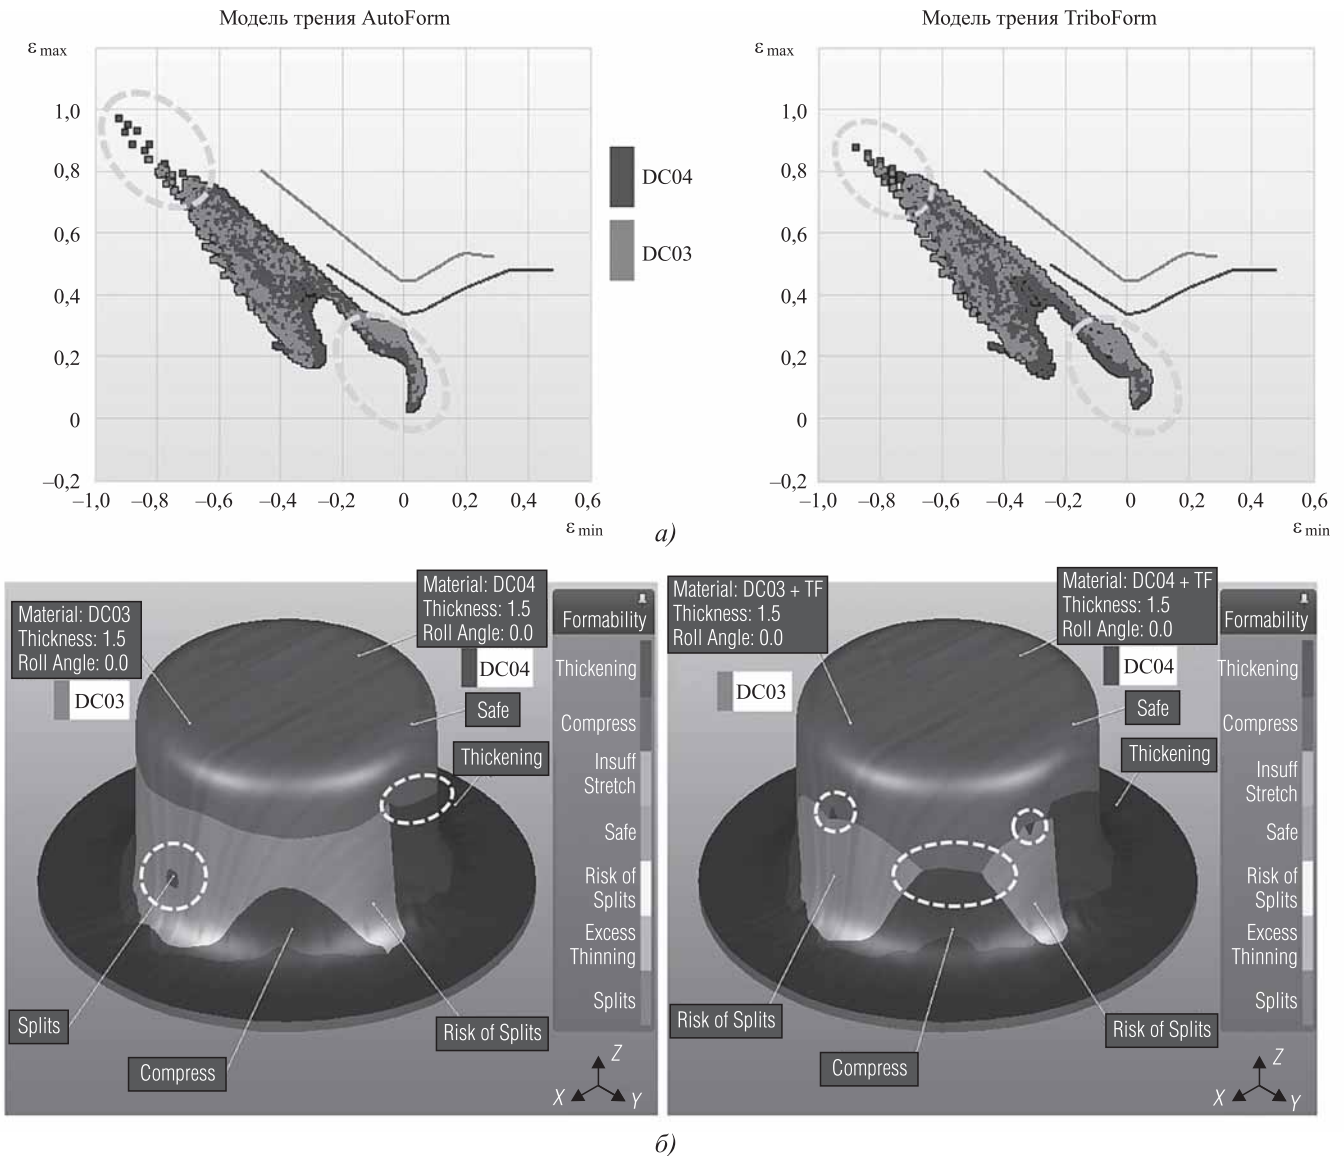 Модель трения AutoForm
Модель трения TriboForm
ε max
1,0
0,8
0,6
0,4
0,2
0
–0,2
–1,0 –0,8 –0,6 –0,4 –0,2 0 0,2 0,4 0,6
ε min
DC04
DC03
ε max
1,0
0,8
0,6
0,4
0,2
0
–0,2
–1,0 –0,8 –0,6 –0,4 –0,2 0 0,2 0,4 0,6
ε min
а)
Material: DC03
Thickness: 1.5
Roll Angle: 0.0
DC03
Material: DC04
Thickness: 1.5
Roll Angle: 0.0
DC04
Safe
Thickening
Splits
Compress
Risk of Splits
Formability
Thickening
Compress
Insuff
Stretch
Safe
Risk of
Splits
Excess
Thinning
Splits
Z
X
Y
Material: DC03 + TF
Thickness: 1.5
Roll Angle: 0.0
DC03
Material: DC04 + TF
Thickness: 1.5
Roll Angle: 0.0
DC04
Safe
Thickening
Risk of Splits
Compress
Risk of Splits
Formability
Thickening
Compress
Insuff
Stretch
Safe
Risk of
Splits
Excess
Thinning
Splits
Z
X
Y
б)